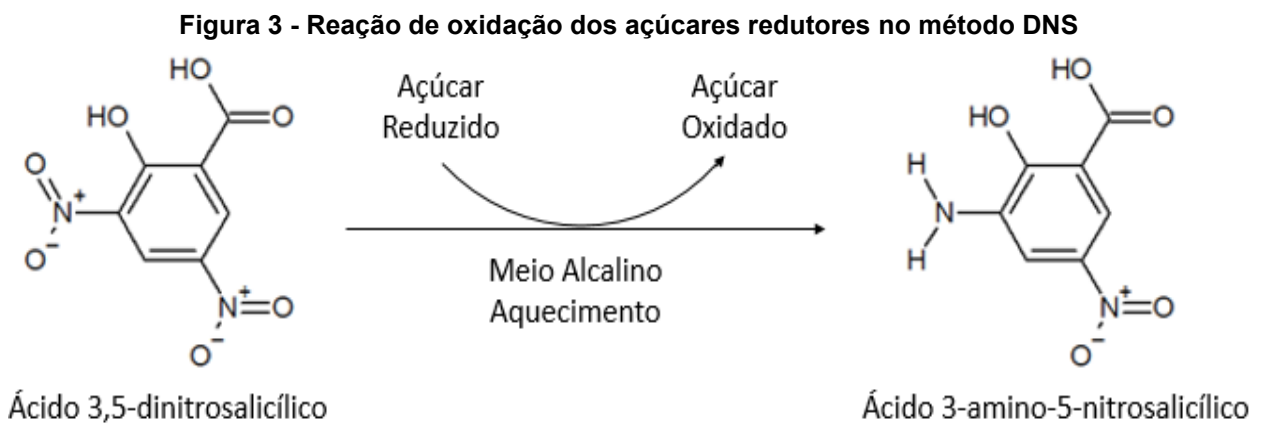 Figura 3 - Reação de oxidação dos açúcares redutores no método DNS
HO
O
HO
O
N+
O-
N+
O
O-
Ácido 3,5-dinitrosalicílico
Açúcar
Reduzido
Açúcar
Oxidado
Meio Alcalino
Aquecimento
HO
O
HO
H
N
H
N+
O
O-
Ácido 3-amino-5-nitrosalicílico